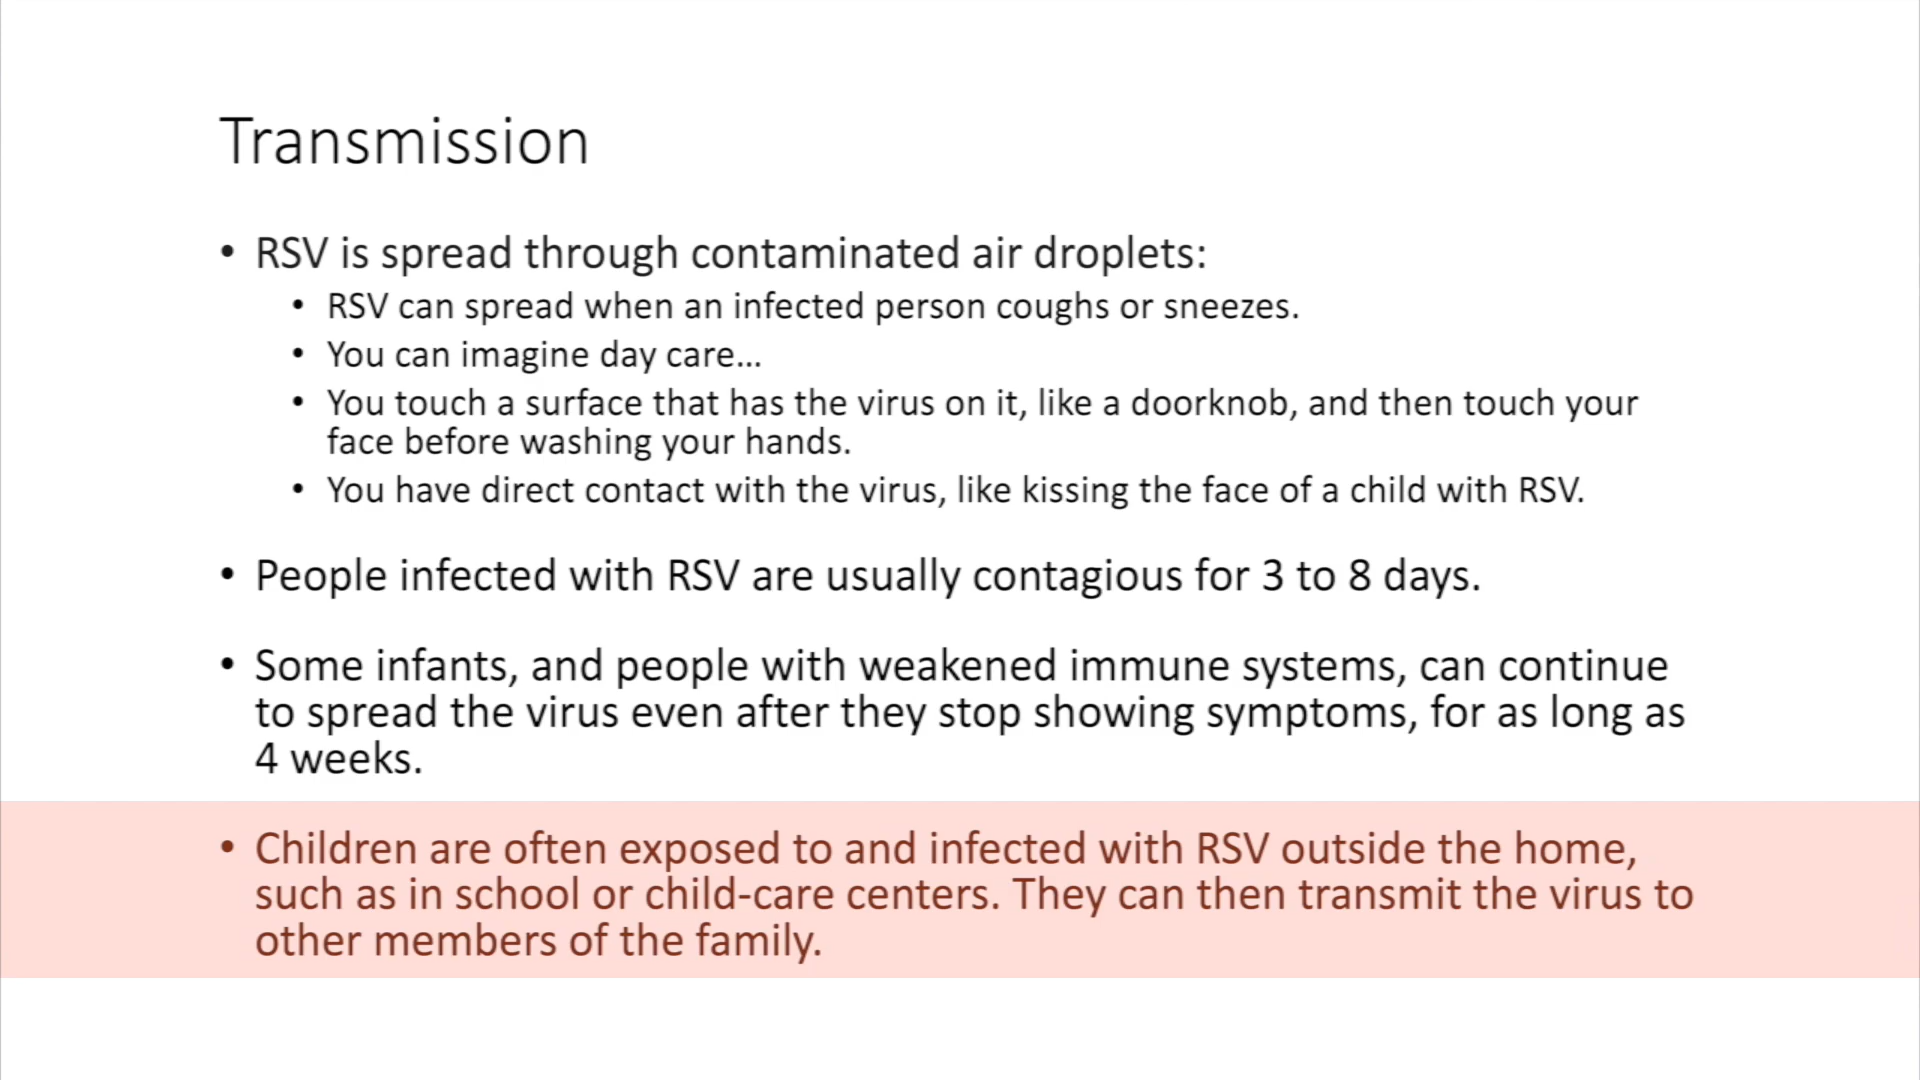 Transmission
• RSV is spread through contaminated air droplets:
• RSV can spread when an infected person coughs or sneezes.
• You can imagine day care...
• You touch a surface that has the virus on it, like a doorknob, and then touch your
face before washing your hands.
• You have direct contact with the virus, like kissing the face of a child with RSV.
• People infected with RSV are usually contagious for 3 to 8 days.
• Some infants, and people with weakened immune systems, can continue
to spread the virus even after they stop showing symptoms, for as long as
4 weeks.
• Children are often exposed to and infected with RSV outside the home,
such as in school or child-care centers. They can then transmit the virus to
other members of the family.